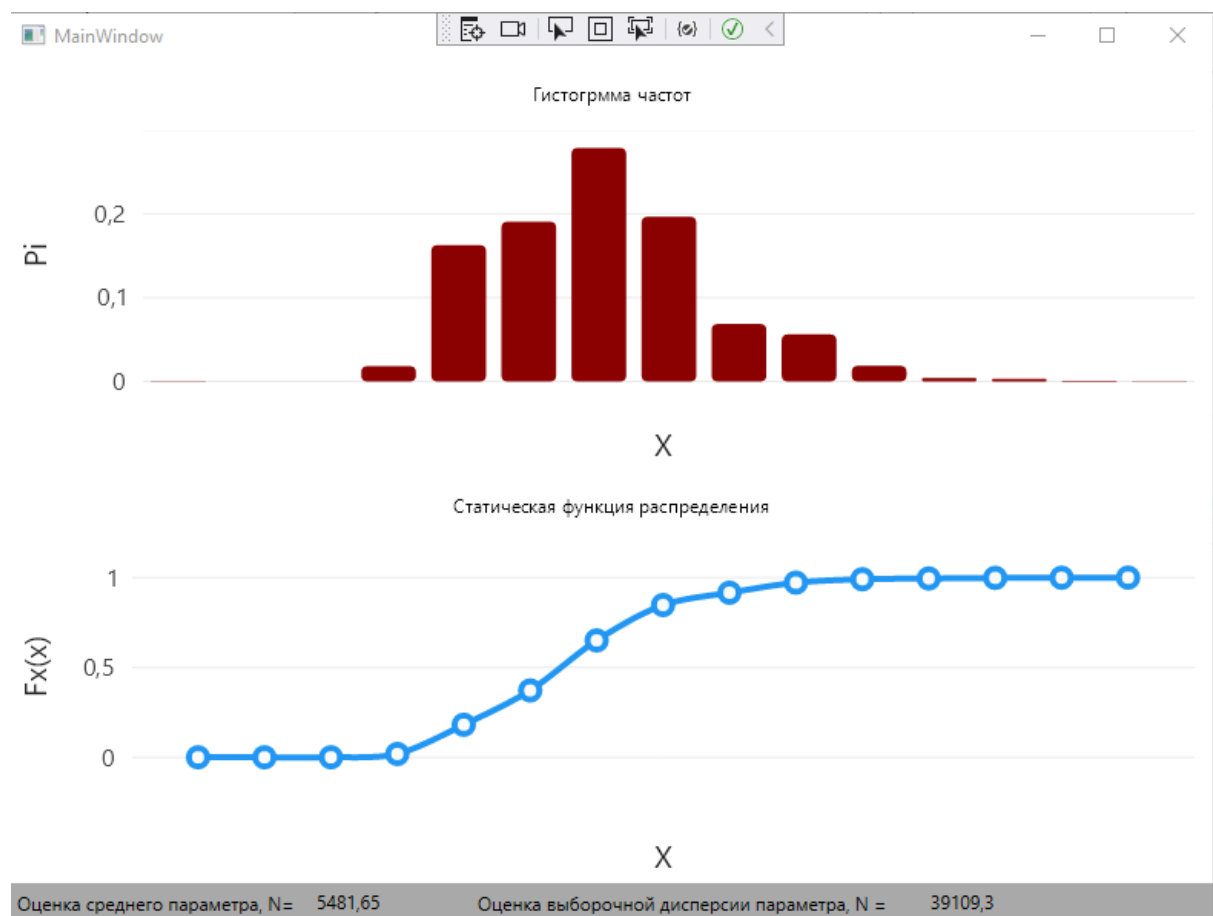 MainWindow
Гистогрмма частот
0,2
0,1
0
Pi
X
Статическая функция распределения
1
0,5
0
Fx(x)
X
Оценка среднего параметра, N= 5481,65 Оценка выборочной дисперсии параметра, N = 39109,3